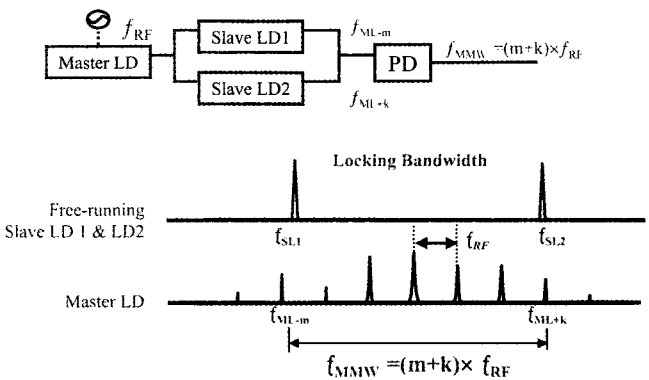 f_RF
Slave LD1
f_ML-m
Master LD
PD
f_MMW =(m+k)×f_RF
Slave LD2
f_ML+k
Locking Bandwidth
Free-running
Slave LD 1 & LD2
f_SL1
f_RF
f_SL2
Master LD
f_ML-m
f_ML+k
f_MMW =(m+k)× f_RF